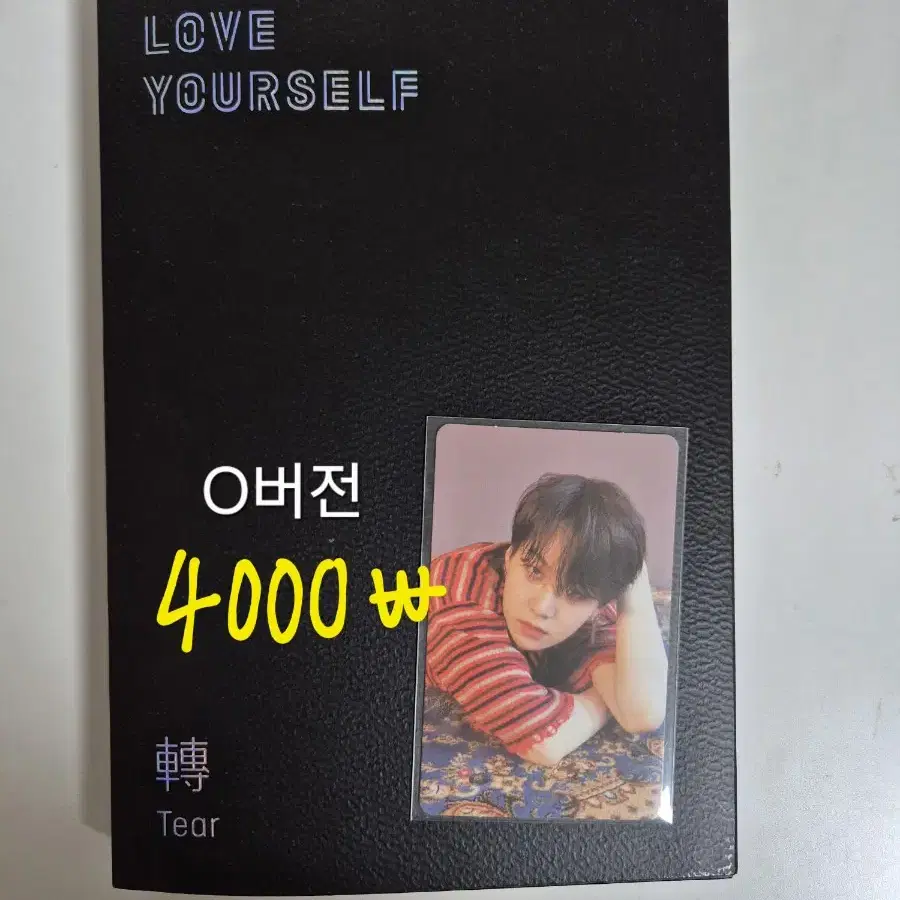 LOVE
YOURSELF
O버전
4000₩
轉
Tear